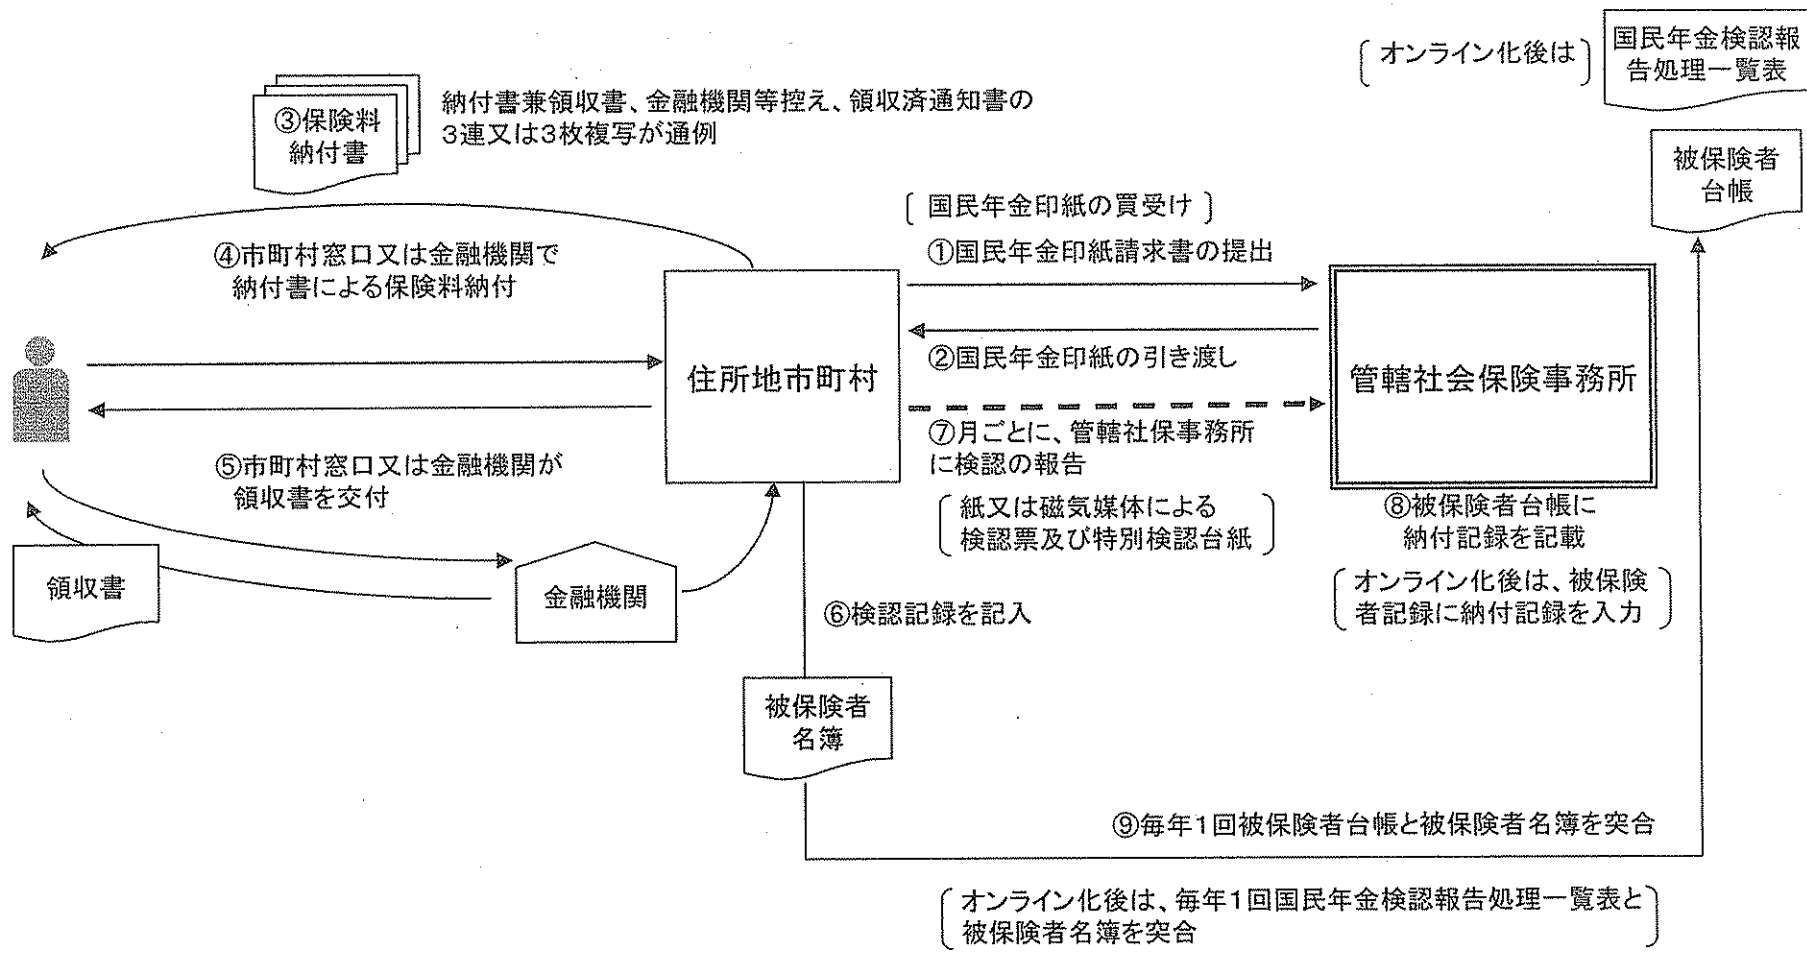 〔オンライン化後は〕
国民年金検認報
告処理一覧表
③保険料
納付書
納付書兼領収書、金融機関等控え、領収済通知書の
3連又は3枚複写が通例
被保険者
台帳
〔国民年金印紙の買受け〕
①国民年金印紙請求書の提出
④市町村窓口又は金融機関で
納付書による保険料納付
②国民年金印紙の引き渡し
住所地市町村
管轄社会保険事務所
⑦月ごとに、管轄社保事務所
に検認の報告
⑤市町村窓口又は金融機関が
領収書を交付
紙又は磁気媒体による
検認票及び特別検認台紙
⑧被保険者台帳に
納付記録を記載
オンライン化後は、被保険
者記録に納付記録を入力
領収書
金融機関
⑥検認記録を記入
被保険者
名簿
⑨毎年1回被保険者台帳と被保険者名簿を突合
オンライン化後は、毎年1回国民年金検認報告処理一覧表と
被保険者名簿を突合